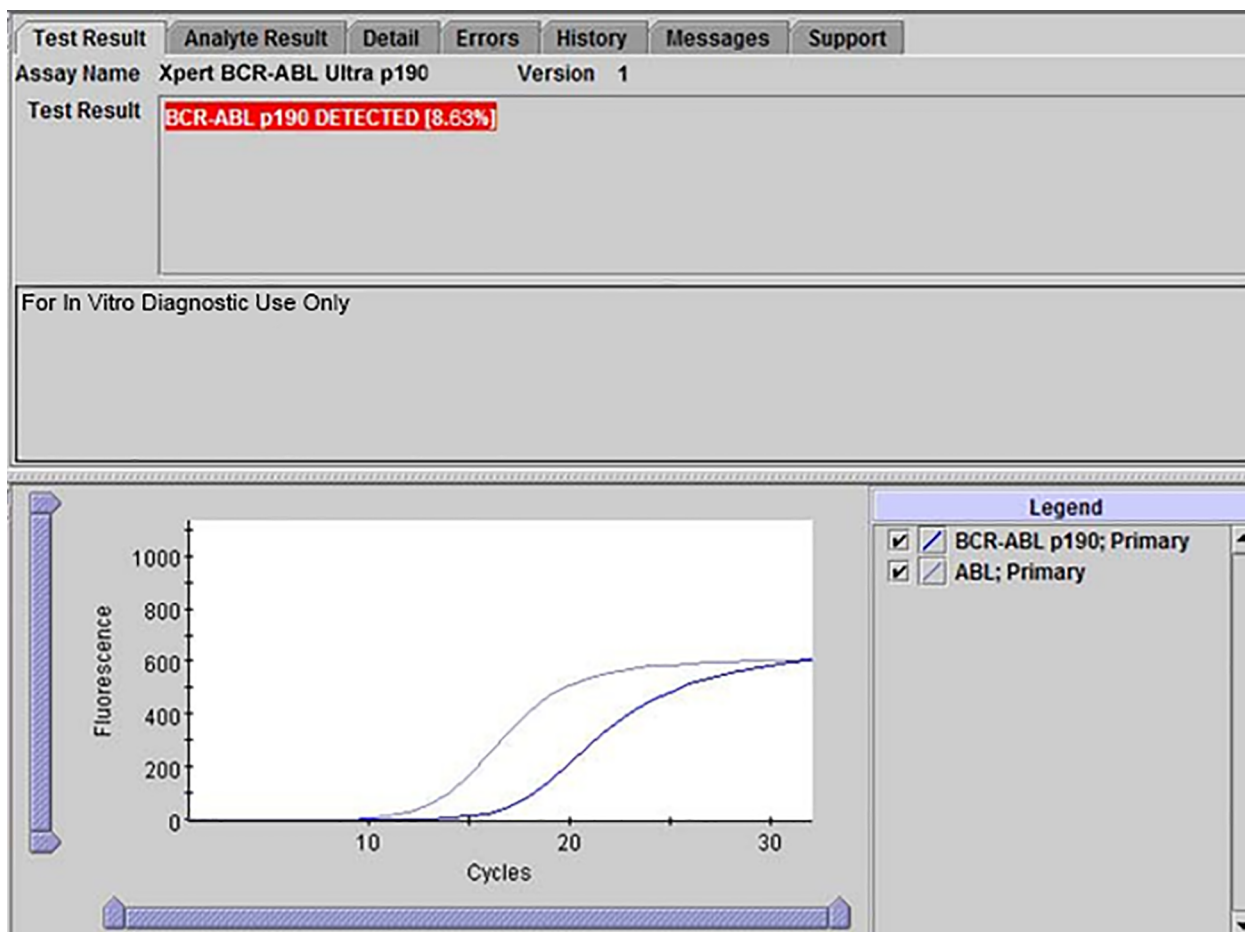 Test Result Analyte Result Detail Errors History Messages Support
Assay Name Xpert BCR-ABL Ultra p190 Version 1
Test Result BCR-ABL p190 DETECTED [8.63%]
For In Vitro Diagnostic Use Only
Fluorescence
1000
800
600
400
200
0
10 20 30
Cycles
Legend
BCR-ABL p190; Primary
ABL; Primary